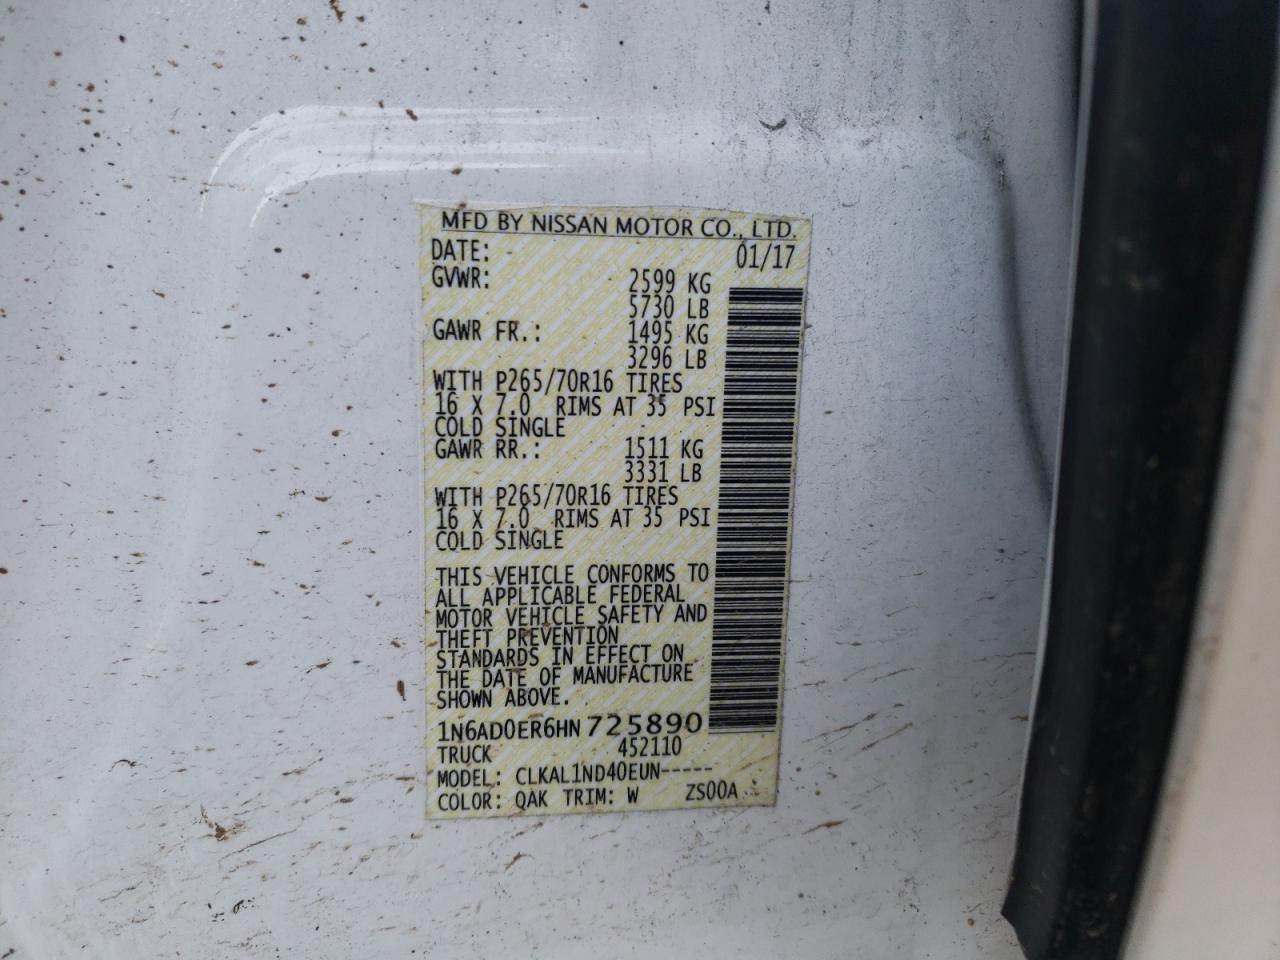 MFD BY NISSAN MOTOR CO., LTD.
DATE: 01/17
GVWR: 2599 KG
5730 LB
GAWR FR.: 1495 KG
3296 LB
WITH P265/70R16 TIRES
16 X 7.0 RIMS AT 35 PSI
COLD SINGLE
GAWR RR.: 1511 KG
3331 LB
WITH P265/70R16 TIRES
16 X 7.0 RIMS AT 35 PSI
COLD SINGLE
THIS VEHICLE CONFORMS TO
ALL APPLICABLE FEDERAL
MOTOR VEHICLE SAFETY AND
THEFT PREVENTION
STANDARDS IN EFFECT ON
THE DATE OF MANUFACTURE
SHOWN ABOVE.
1N6AD0ER6HN725890
TRUCK 452110
MODEL: CLKAL1ND40EUN-----
COLOR: QAK TRIM: W ZS00A